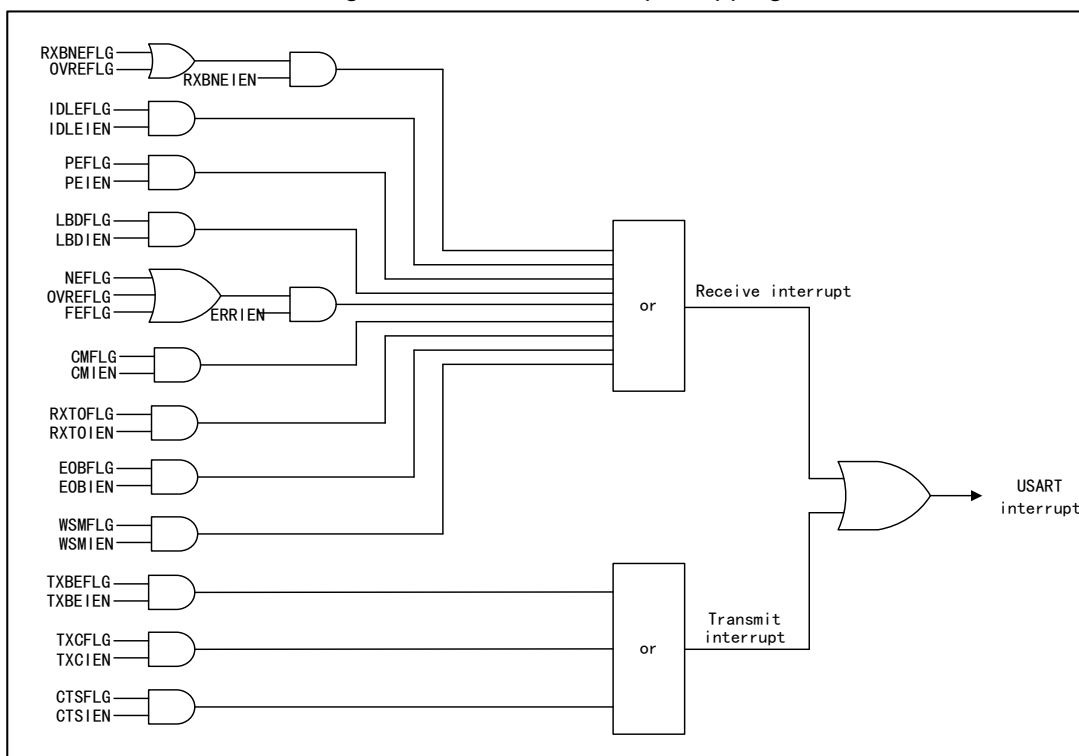 RXBNEFLG
OVREFLG
RXBNEIEN
IDLEFLG
IDLEIEN
PEFLG
PEIEN
LBDFLG
LBDIEN
NEFLG
OVREFLG
FEFLG
ERRIEN
CMFLG
CMIEN
RXTOFLG
RXTOIEN
EOBFLG
EOBIEN
WSMFLG
WSMIEN
or
Receive interrupt
TXBEFLG
TXBEIEN
TXCFLG
TXCIEN
CTSFLG
CTSIEN
or
Transmit
interrupt
USART
interrupt